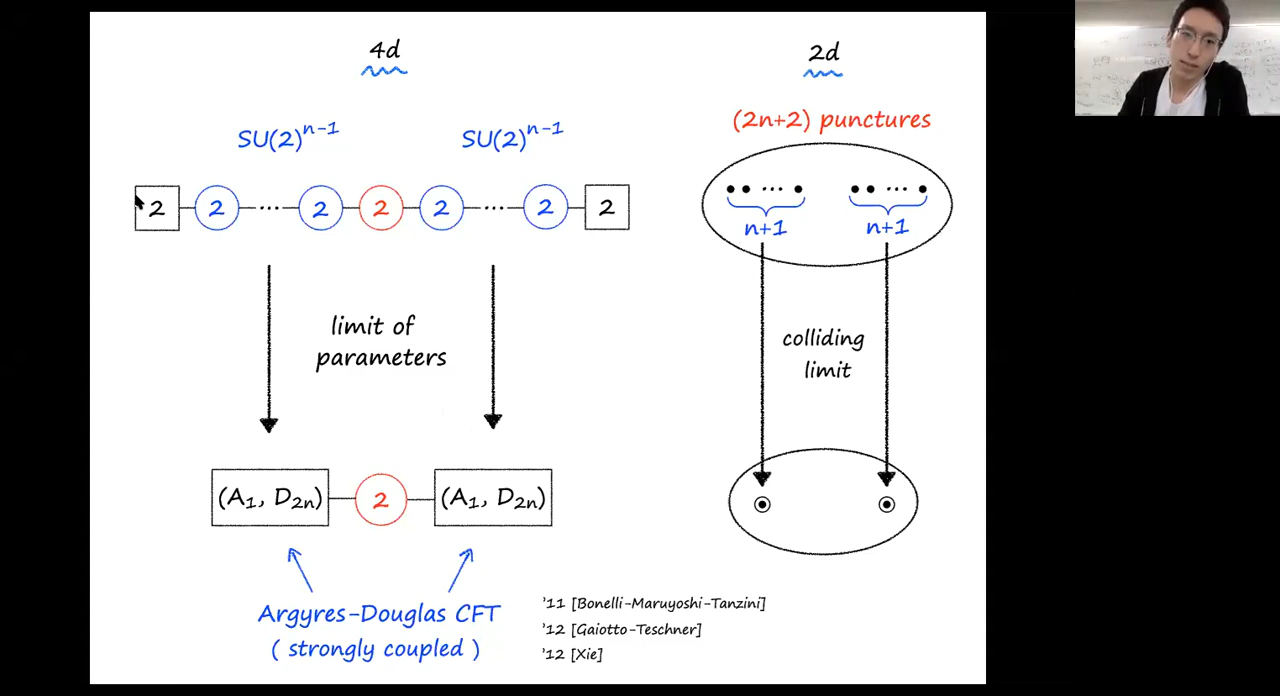 4d
2d
SU(2)^{n-1}
SU(2)^{n-1}
(2n+2) punctures
2 2 ... 2 2 2 ... 2 2
... ...
n+1 n+1
limit of
parameters
colliding
limit
(A₁, D₂ₙ) 2 (A₁, D₂ₙ)
Argyres-Douglas CFT
( strongly coupled )
'11 [Bonelli-Maruyoshi-Tanzini]
'12 [Gaiotto-Teschner]
'12 [Xie]